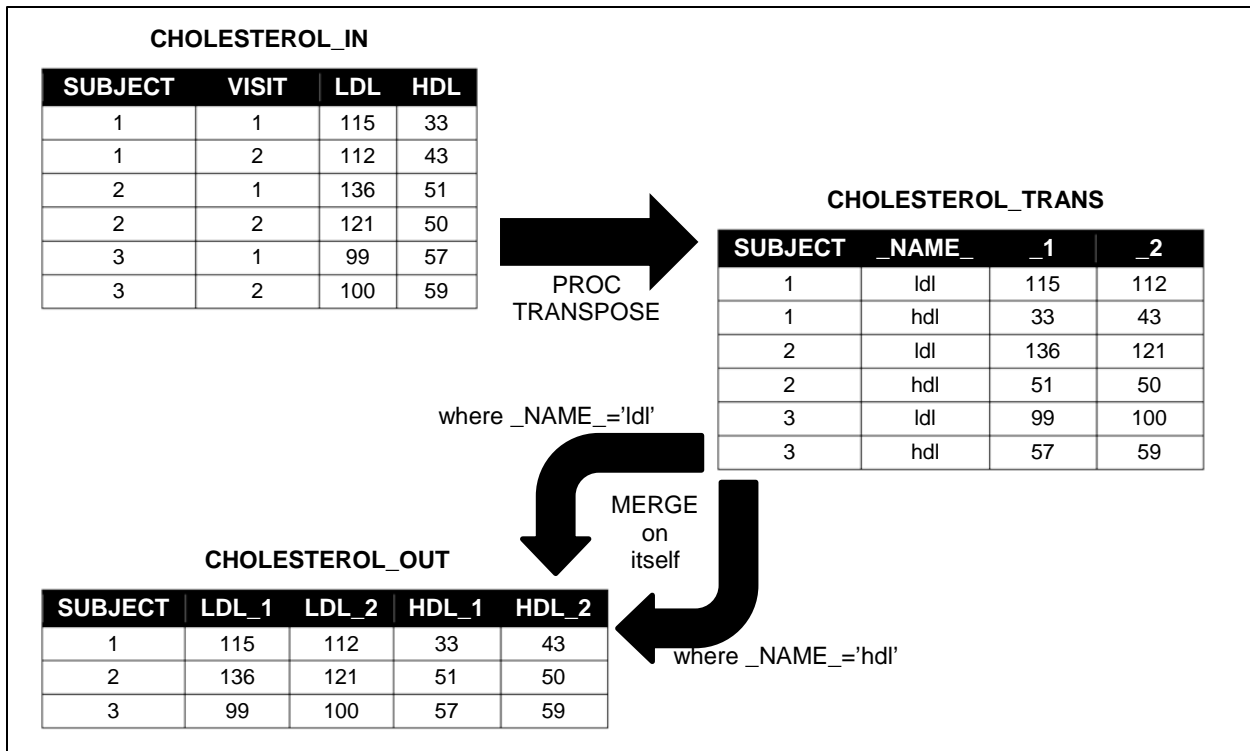 CHOLESTEROL_IN
SUBJECT VISIT LDL HDL
1 1 115 33
1 2 112 43
2 1 136 51
2 2 121 50
3 1 99 57
3 2 100 59
PROC
TRANSPOSE
CHOLESTEROL_TRANS
SUBJECT _NAME_ _1 _2
1 ldl 115 112
1 hdl 33 43
2 ldl 136 121
2 hdl 51 50
3 ldl 99 100
3 hdl 57 59
where _NAME_='ldl'
MERGE
on
itself
where _NAME_='hdl'
CHOLESTEROL_OUT
SUBJECT LDL_1 LDL_2 HDL_1 HDL_2
1 115 112 33 43
2 136 121 51 50
3 99 100 57 59